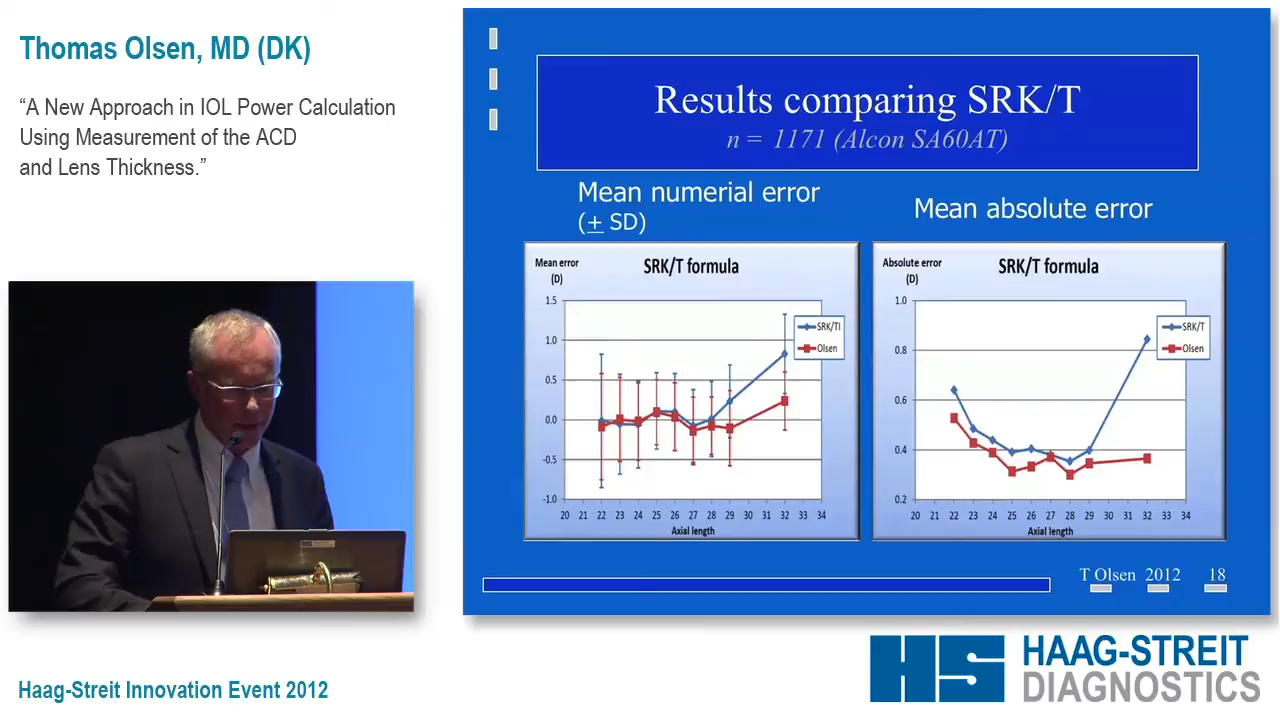 Thomas Olsen, MD (DK)
“A New Approach in IOL Power Calculation
Using Measurement of the ACD
and Lens Thickness.”
Results comparing SRK/T
n = 1171 (Alcon SA60AT)
Mean numerial error
(+ SD)
Mean absolute error
Mean error
(D)
SRK/T formula
1.5
1.0
0.5
0.0
-0.5
-1.0
20 21 22 23 24 25 26 27 28 29 30 31 32 33 34
Axial length
SRK/TI
Olsen
Absolute error
(D)
SRK/T formula
1.0
0.8
0.6
0.4
0.2
20 21 22 23 24 25 26 27 28 29 30 31 32 33 34
Axial length
SRK/T
Olsen
T Olsen 2012 18
Haag-Streit Innovation Event 2012
HS HAAG-STREIT
DIAGNOSTICS